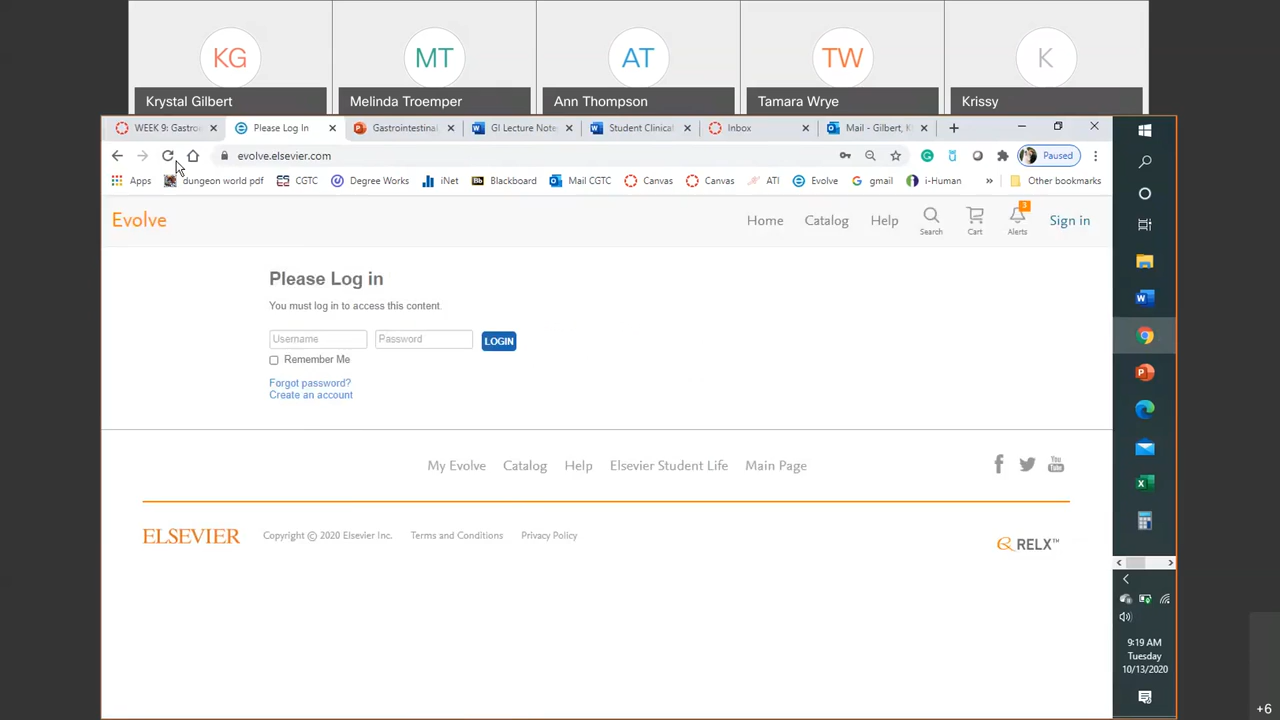 KG MT AT TW K
Krystal Gilbert Melinda Troemper Ann Thompson Tamara Wrye Krissy
WEEK 9: Gastro Please Log In Gastrointestinal GI Lecture Note Student Clinical Inbox Mail - Gilbert, K
evolve.elsevier.com Paused
Apps dungeon world pdf CGTC Degree Works iNet Blackboard Mail CGTC Canvas Canvas ATI Evolve gmail i-Human » Other bookmarks
Evolve Home Catalog Help Search Cart 3 Alerts Sign in
Please Log in
You must log in to access this content.
Username Password LOGIN
Remember Me
Forgot password?
Create an account
My Evolve Catalog Help Elsevier Student Life Main Page
ELSEVIER Copyright © 2020 Elsevier Inc. Terms and Conditions Privacy Policy RELX™
9:19 AM
Tuesday
10/13/2020
+6